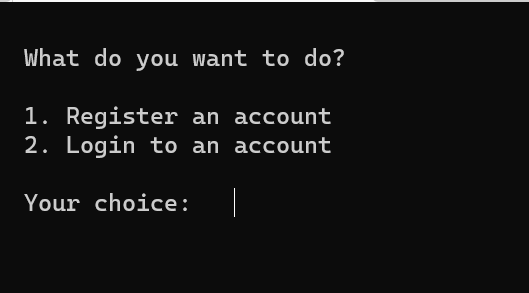 What do you want to do?
1. Register an account
2. Login to an account
Your choice: